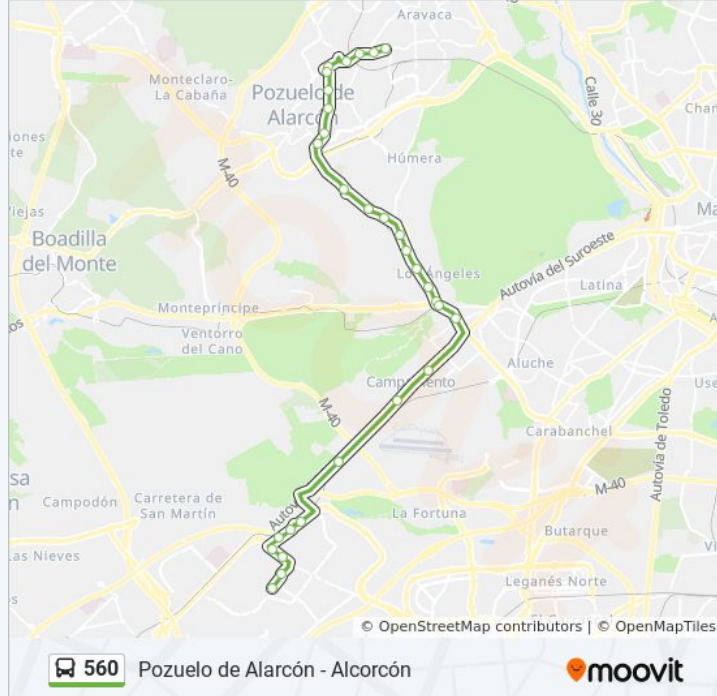 Aravaca
Monteclaro-
La Cabaña
Pozuelo de
Alarcón
Calle 30
Húmera
M-40
Viejas
Boadilla
del Monte
Autovía del Suroeste
Los Ángeles
Latina
Montepríncipe
Ventorro
del Cano
Aluche
Campamento
M-40
Carabanchel
Autovía de Toledo
Campodón
Carretera de
San Martín
M-40
La Fortuna
Butarque
Las Nieves
Leganés Norte
© OpenStreetMap contributors | © OpenMapTiles
560 Pozuelo de Alarcón - Alcorcón
moovit